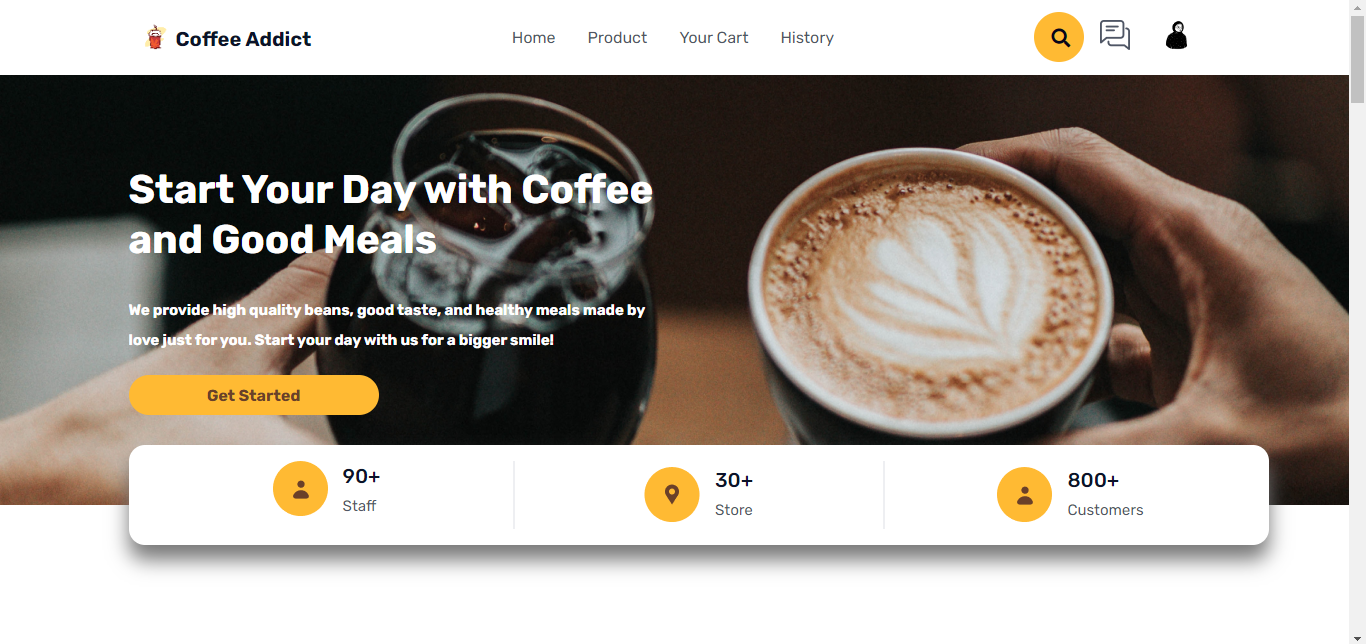 Coffee Addict
Home
Product
Your Cart
History
Start Your Day with Coffee
and Good Meals
We provide high quality beans, good taste, and healthy meals made by
love just for you. Start your day with us for a bigger smile!
Get Started
90+
Staff
30+
Store
800+
Customers